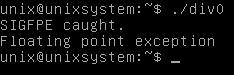 unix@unixsystem:~$ ./div0
SIGFPE caught.
Floating point exception
unix@unixsystem:~$ _